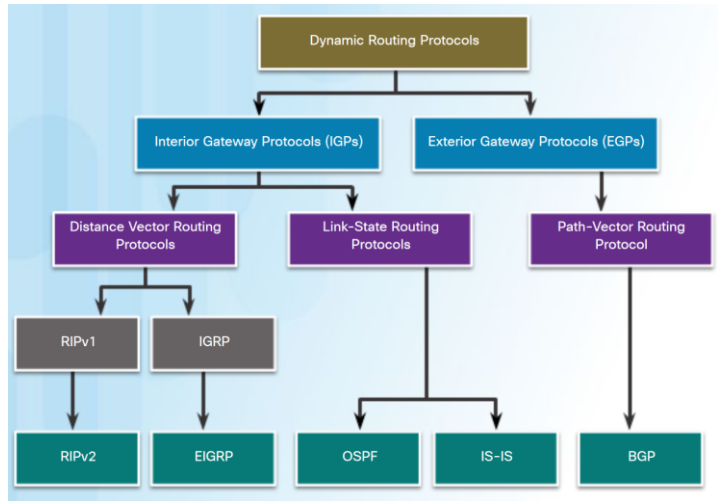 Dynamic Routing Protocols
Interior Gateway Protocols (IGPs)
Exterior Gateway Protocols (EGPs)
Distance Vector Routing
Protocols
Link-State Routing
Protocols
Path-Vector Routing
Protocol
RIPv1
IGRP
RIPv2
EIGRP
OSPF
IS-IS
BGP